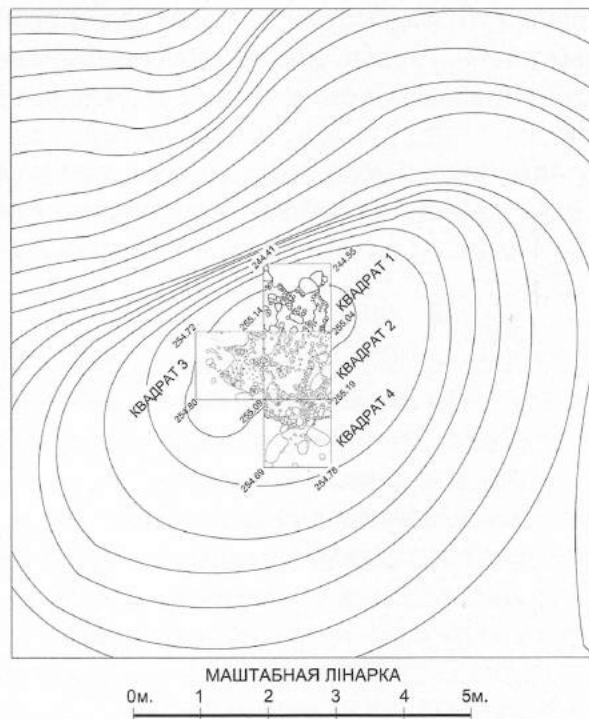 244.41
244.55
КВАДРАТ 1
255.14
255.04
254.72
КВАДРАТ 2
КВАДРАТ 3
255.19
254.80
255.09
КВАДРАТ 4
254.69
254.78
МАШТАБНАЯ ЛІНАРКА
0м. 1 2 3 4 5м.